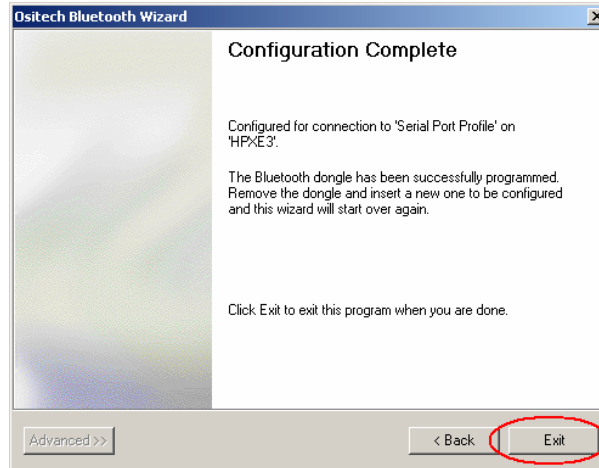 Ositech Bluetooth Wizard
Configuration Complete
Configured for connection to 'Serial Port Profile' on
'HPXE3'.
The Bluetooth dongle has been successfully programmed.
Remove the dongle and insert a new one to be configured
and this wizard will start over again.
Click Exit to exit this program when you are done.
Advanced >>
< Back
Exit